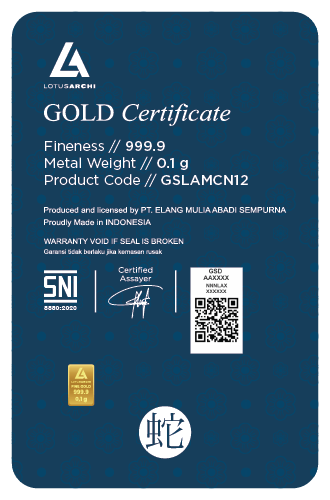 LOTUSARCHI
GOLD Certificate
Fineness // 999.9
Metal Weight // 0.1 g
Product Code // GSLAMCN12
Produced and licensed by PT. ELANG MULIA ABADI SEMPURNA
Proudly Made in INDONESIA
WARRANTY VOID IF SEAL IS BROKEN
Garansi tidak berlaku jika kemasan rusak
SNI
8880:2020
Certified
Assayer
GSD
AAXXXX
NNNLAX
XXXXXX
FINE GOLD
999.9
0.1 g
蛇